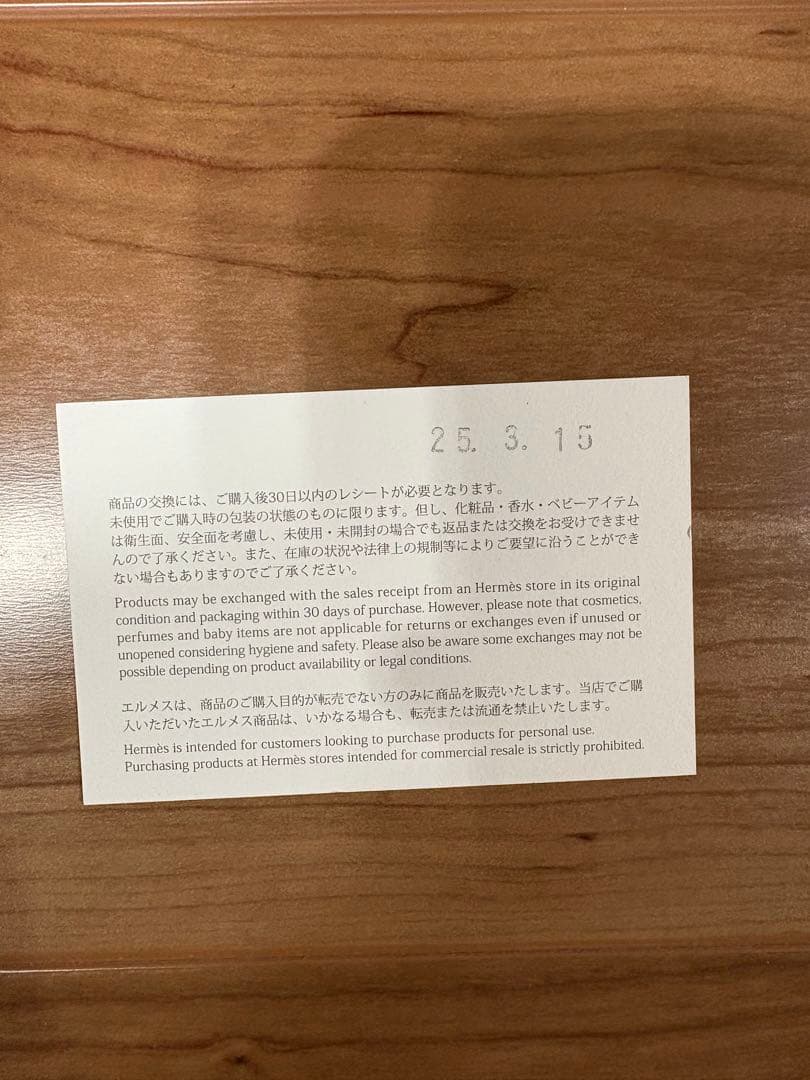 25. 3. 15
商品の交換には、ご購入後30日以内のレシートが必要となります。
未使用でご購入時の包装の状態のものに限ります。但し、化粧品・香水・ベビーアイテム
は衛生面、安全面を考慮し、未使用・未開封の場合でも返品または交換をお受けできませ
んので了承ください。また、在庫の状況や法律上の規制等によりご要望に沿うことができ
ない場合もありますのでご了承ください。
Products may be exchanged with the sales receipt from an Hermès store in its original
condition and packaging within 30 days of purchase. However, please note that cosmetics,
perfumes and baby items are not applicable for returns or exchanges even if unused or
unopened considering hygiene and safety. Please also be aware some exchanges may not be
possible depending on product availability or legal conditions.
エルメスは、商品のご購入目的が転売でない方のみに商品を販売いたします。当店でご購
入いただいたエルメス商品は、いかなる場合も、転売または流通を禁止いたします。
Hermès is intended for customers looking to purchase products for personal use.
Purchasing products at Hermès stores intended for commercial resale is strictly prohibited.